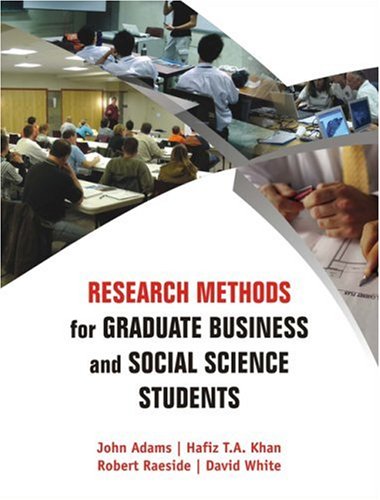 RESEARCH METHODS
for GRADUATE BUSINESS
and SOCIAL SCIENCE
STUDENTS
John Adams | Hafiz T.A. Khan
Robert Raeside | David White